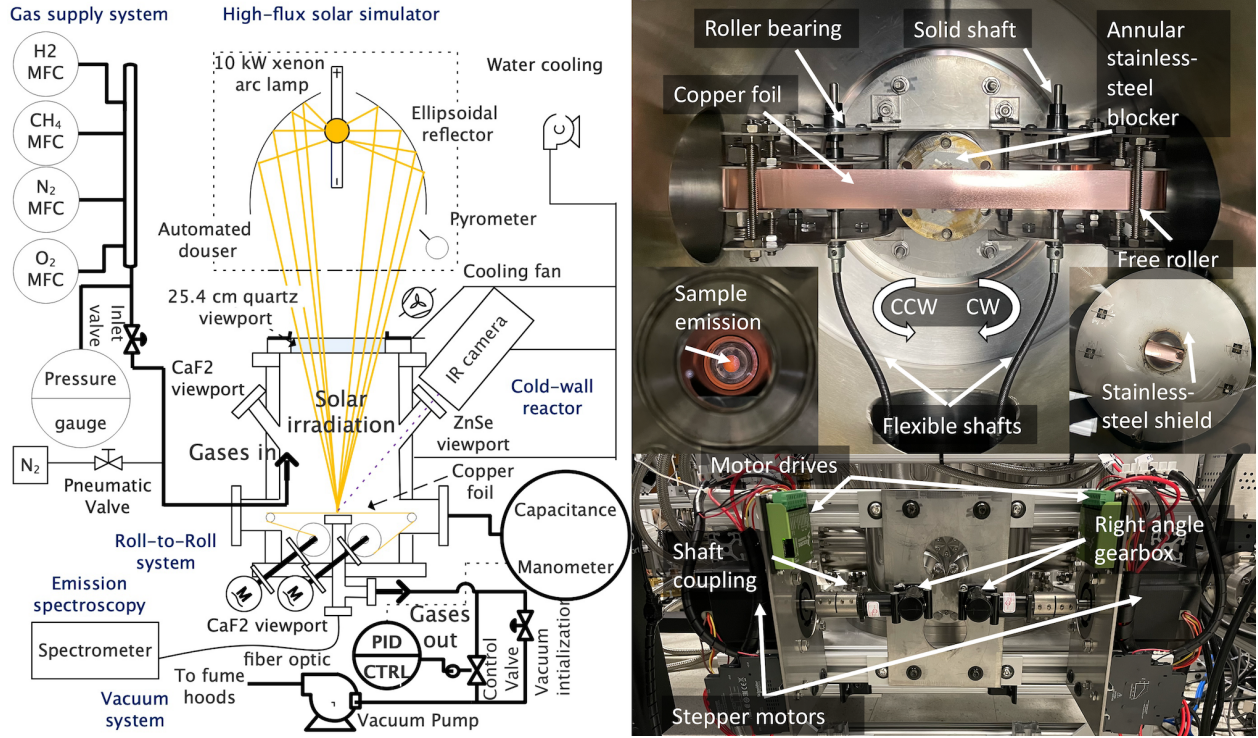 Gas supply system
High-flux solar simulator
H2
MFC
CH₄
MFC
N₂
MFC
O₂
MFC
10 kW xenon
arc lamp
+
-
Ellipsoidal
reflector
Water cooling
Automated
douser
Pyrometer
Cooling fan
25.4 cm quartz
viewport
Inlet
valve
CaF2
viewport
IR camera
Pressure
gauge
Solar
irradiation
Cold-wall
reactor
ZnSe
viewport
Gases in
N₂
Pneumatic
Valve
Copper
foil
Capacitance
Manometer
Roll-to-Roll
system
Emission
spectroscopy
M
M
CaF2 viewport
Gases
out
Spectrometer
fiber optic
PID
CTRL
Control
Valve
Vacuum
intialization
To fume
hoods
Vacuum
system
Vacuum Pump
Roller bearing
Solid shaft
Annular
stainless-
steel
blocker
Copper foil
Free roller
Sample
emission
CCW
CW
Stainless-
steel shield
Flexible shafts
Motor drives
Right angle
gearbox
Shaft
coupling
Stepper motors